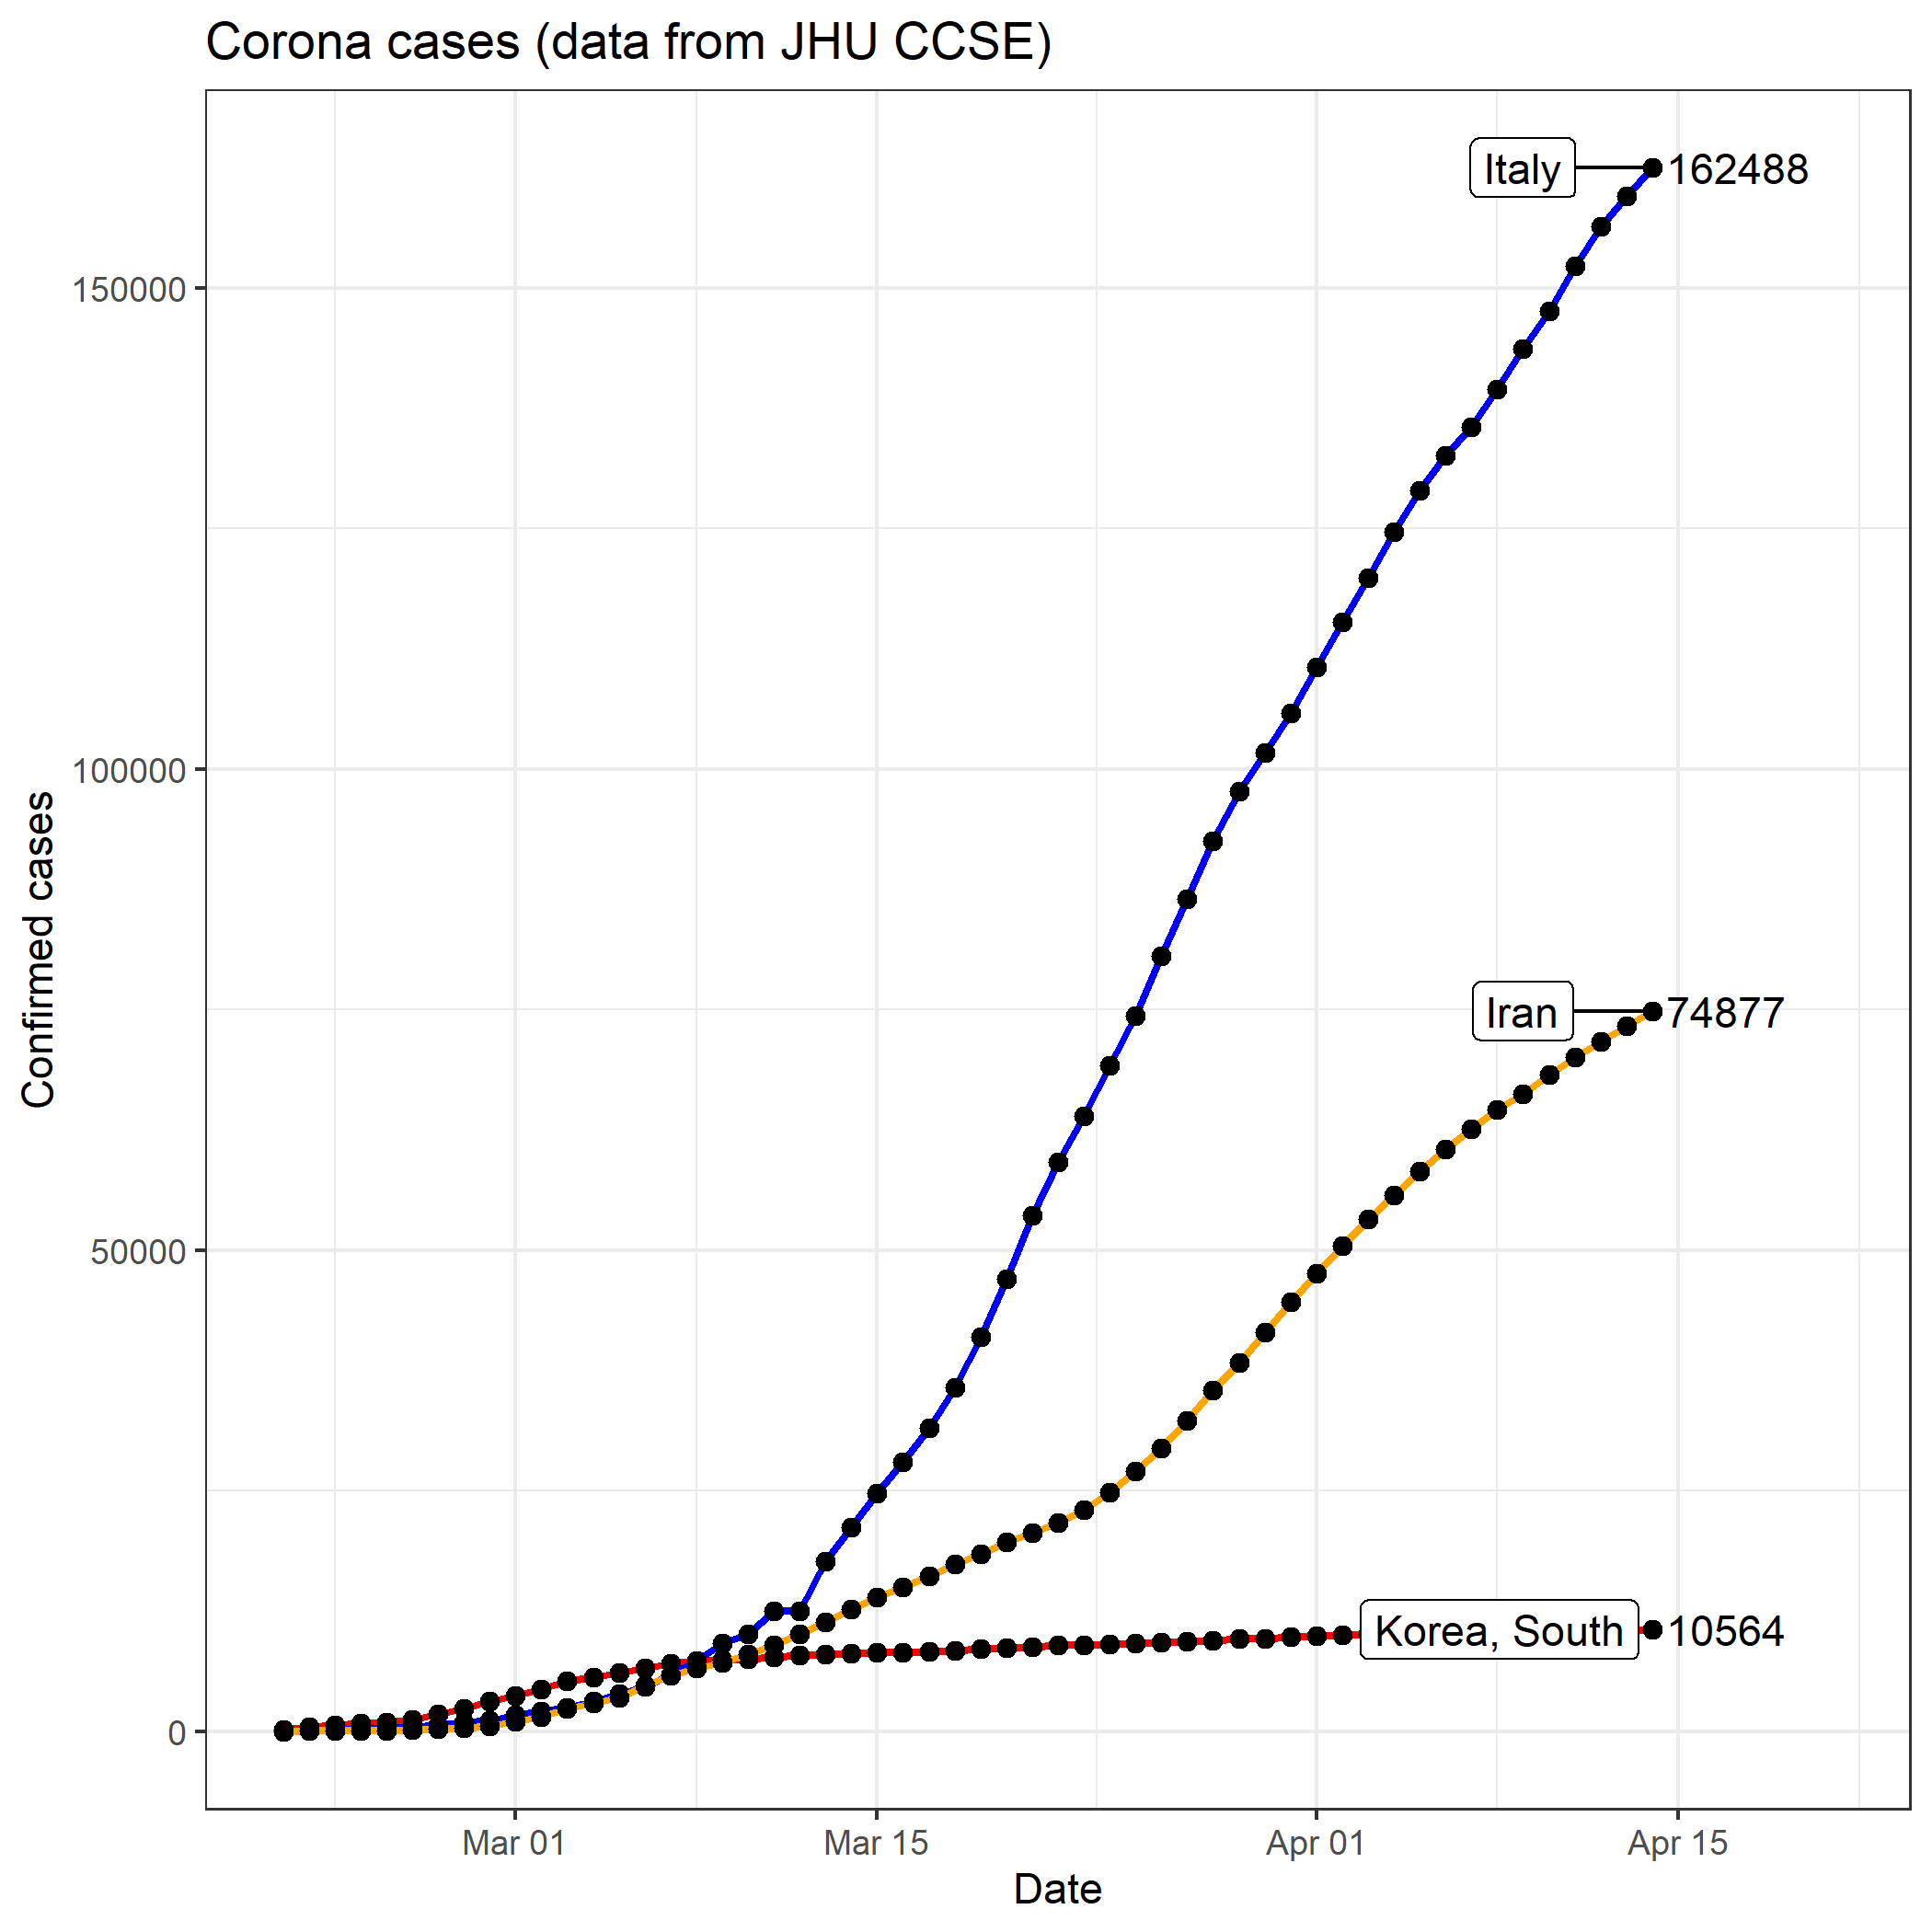 Corona cases (data from JHU CCSE)
Italy
162488
150000
100000
Confirmed cases
Iran
74877
50000
Korea, South
10564
0
Mar 01
Mar 15
Apr 01
Apr 15
Date